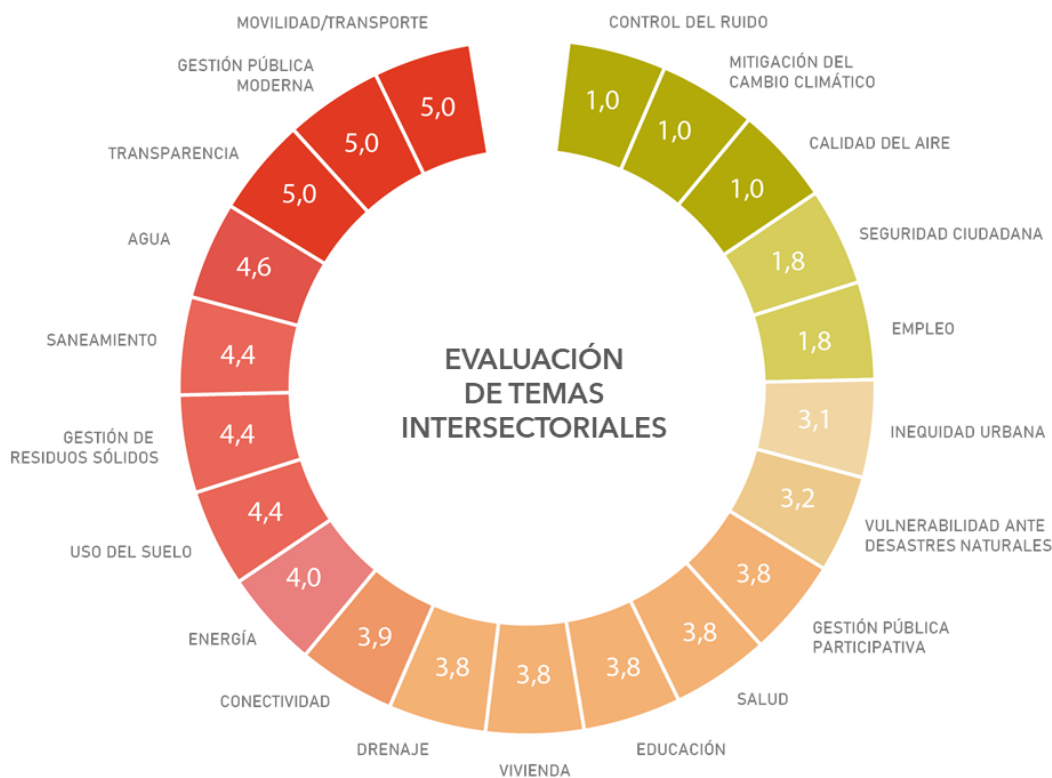 MOVILIDAD/TRANSPORTE
5,0
GESTIÓN PÚBLICA
MODERNA
5,0
TRANSPARENCIA
5,0
AGUA
4,6
SANEAMIENTO
4,4
GESTIÓN DE
RESIDUOS SÓLIDOS
4,4
USO DEL SUELO
4,4
ENERGÍA
4,0
CONECTIVIDAD
3,9
DRENAJE
3,8
VIVIENDA
3,8
EDUCACIÓN
3,8
SALUD
3,8
GESTIÓN PÚBLICA
PARTICIPATIVA
3,8
VULNERABILIDAD ANTE
DESASTRES NATURALES
3,2
INEQUIDAD URBANA
3,1
EMPLEO
1,8
SEGURIDAD CIUDADANA
1,8
CALIDAD DEL AIRE
1,0
MITIGACIÓN DEL
CAMBIO CLIMÁTICO
1,0
CONTROL DEL RUIDO
1,0
EVALUACIÓN
DE TEMAS
INTERSECTORIALES